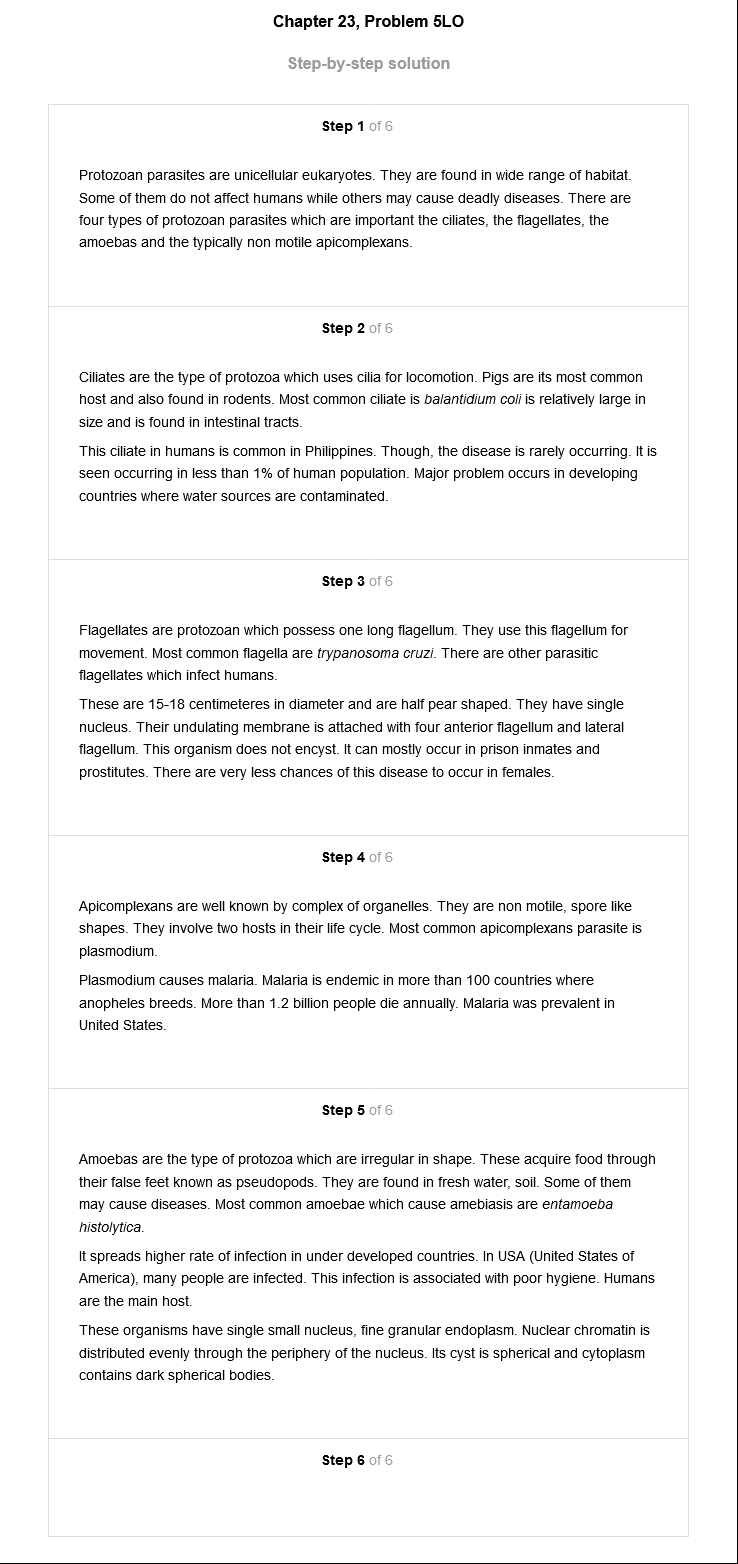 Chapter 23, Problem 5LO
Step-by-step solution
Step 1 of 6
Protozoan parasites are unicellular eukaryotes. They are found in wide range of habitat.
Some of them do not affect humans while others may cause deadly diseases. There are
four types of protozoan parasites which are important the ciliates, the flagellates, the
amoebas and the typically non motile apicomplexans.
Step 2 of 6
Ciliates are the type of protozoa which uses cilia for locomotion. Pigs are its most common
host and also found in rodents. Most common ciliate is balantidium coli is relatively large in
size and is found in intestinal tracts.
This ciliate in humans is common in Philippines. Though, the disease is rarely occurring. It is
seen occurring in less than 1% of human population. Major problem occurs in developing
countries where water sources are contaminated.
Step 3 of 6
Flagellates are protozoan which possess one long flagellum. They use this flagellum for
movement. Most common flagella are trypanosoma cruzi. There are other parasitic
flagellates which infect humans.
These are 15-18 centimeteres in diameter and are half pear shaped. They have single
nucleus. Their undulating membrane is attached with four anterior flagellum and lateral
flagellum. This organism does not encyst. It can mostly occur in prison inmates and
prostitutes. There are very less chances of this disease to occur in females.
Step 4 of 6
Apicomplexans are well known by complex of organelles. They are non motile, spore like
shapes. They involve two hosts in their life cycle. Most common apicomplexans parasite is
plasmodium.
Plasmodium causes malaria. Malaria is endemic in more than 100 countries where
anopheles breeds. More than 1.2 billion people die annually. Malaria was prevalent in
United States.
Step 5 of 6
Amoebas are the type of protozoa which are irregular in shape. These acquire food through
their false feet known as pseudopods. They are found in fresh water, soil. Some of them
may cause diseases. Most common amoebae which cause amebiasis are entamoeba
histolytica.
It spreads higher rate of infection in under developed countries. In USA (United States of
America), many people are infected. This infection is associated with poor hygiene. Humans
are the main host.
These organisms have single small nucleus, fine granular endoplasm. Nuclear chromatin is
distributed evenly through the periphery of the nucleus. Its cyst is spherical and cytoplasm
contains dark spherical bodies.
Step 6 of 6